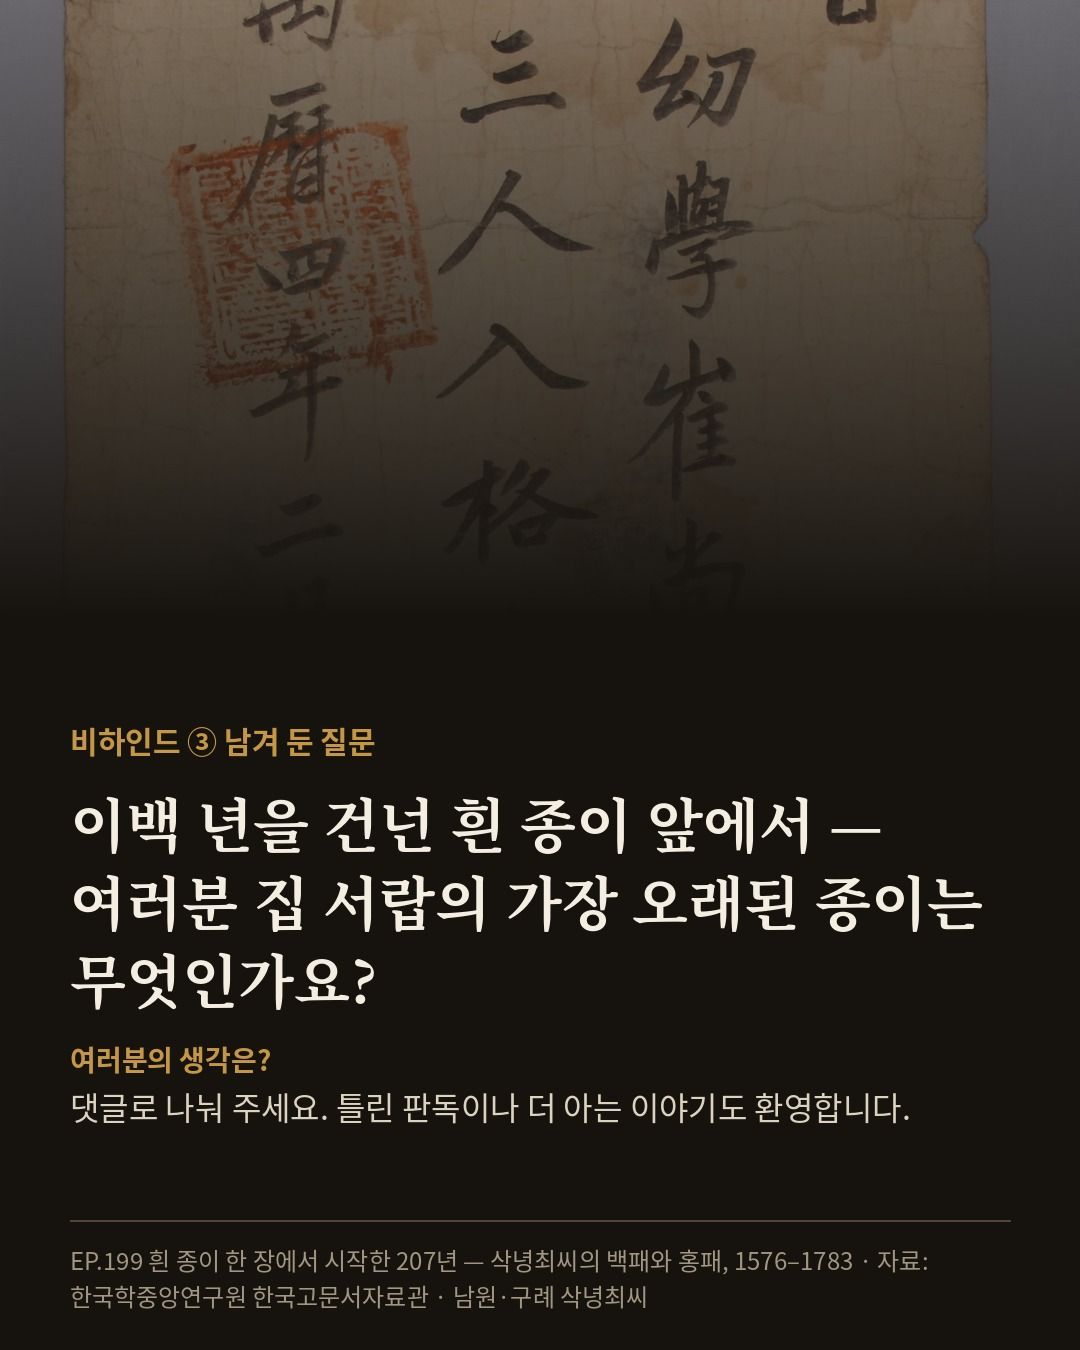 幼學崔尚
三人入格
萬曆四年二月
비하인드 ③ 남겨 둔 질문
이백 년을 건넌 흰 종이 앞에서 —
여러분 집 서랍의 가장 오래된 종이는
무엇인가요?
여러분의 생각은?
댓글로 나눠 주세요. 틀린 판독이나 더 아는 이야기도 환영합니다.
EP.199 흰 종이 한 장에서 시작한 207년 — 삭녕최씨의 백패와 홍패, 1576–1783 · 자료:
한국학중앙연구원 한국고문서자료관 · 남원·구례 삭녕최씨